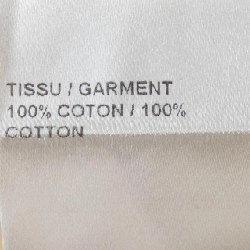 TISSU / GARMENT
100% COTON / 100%
COTTON